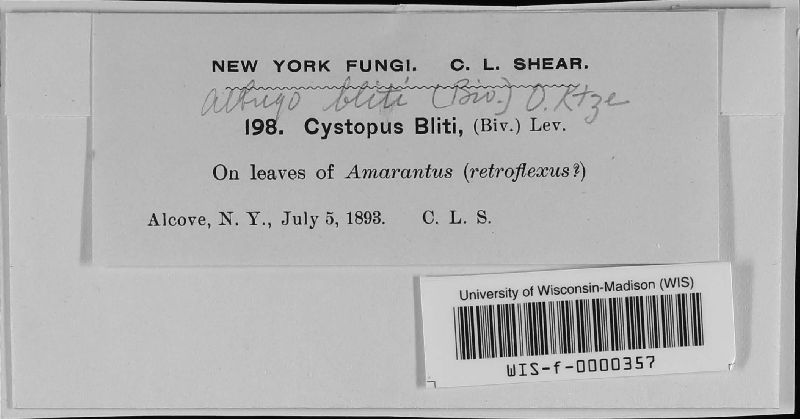 NEW YORK FUNGI. C. L. SHEAR.
Albugo bliti (Biv.) O. Ktze
198. Cystopus Bliti, (Biv.) Lev.
On leaves of Amarantus (retroflexus?)
Alcove, N. Y., July 5, 1893. C. L. S.
University of Wisconsin-Madison (WIS)
WIS-f-0000357